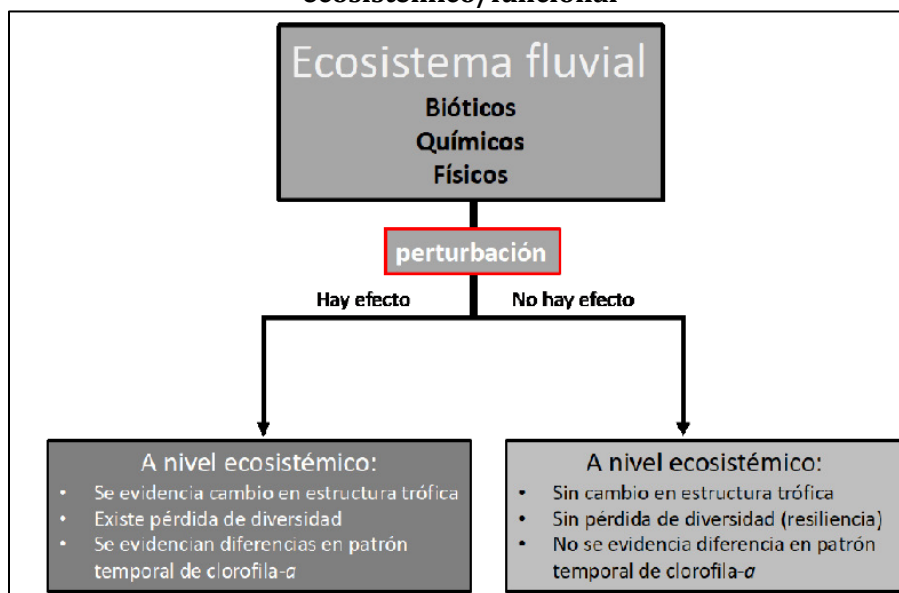 ecosistémico/funcional
Ecosistema fluvial
Bióticos
Químicos
Físicos
perturbación
Hay efecto
No hay efecto
A nivel ecosistémico:
• Se evidencia cambio en estructura trófica
• Existe pérdida de diversidad
• Se evidencian diferencias en patrón
temporal de clorofila-a
A nivel ecosistémico:
• Sin cambio en estructura trófica
• Sin pérdida de diversidad (resiliencia)
• No se evidencia diferencia en patrón
temporal de clorofila-a